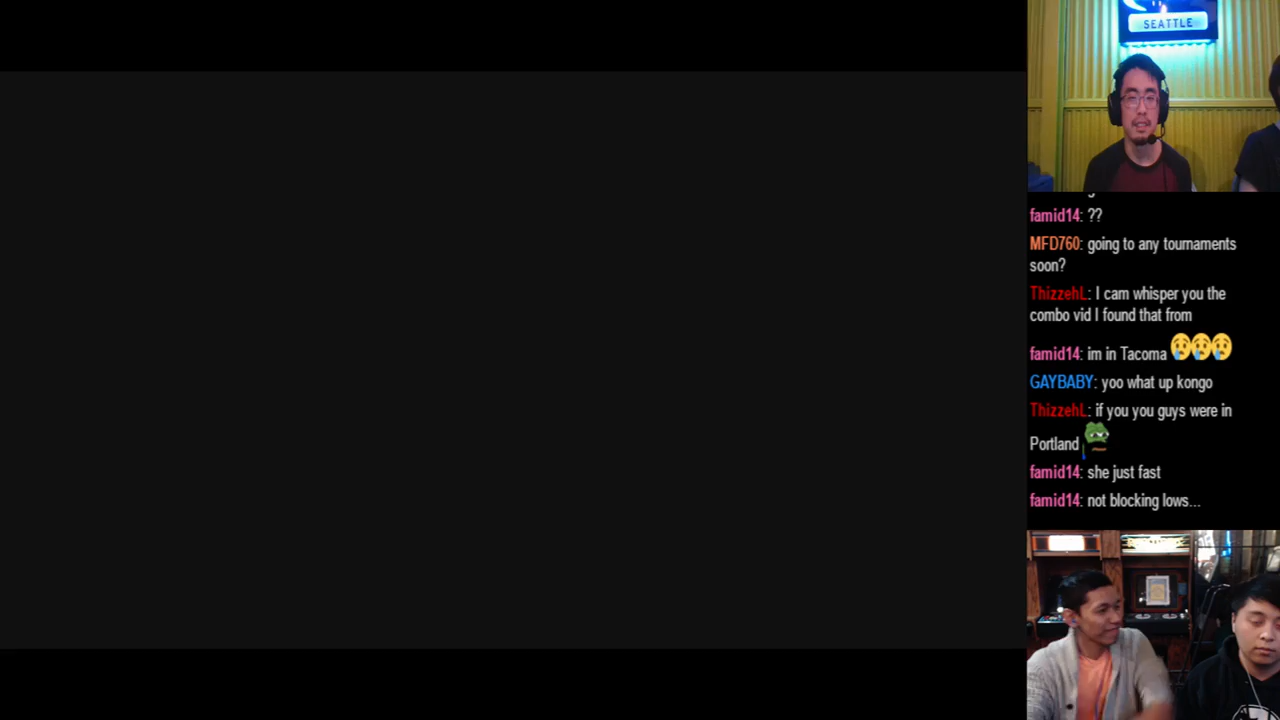 SEATTLE
famid14: ??
MFD760: going to any tournaments
soon?
ThizzehL: I cam whisper you the
combo vid I found that from
famid14: im in Tacoma
GAYBABY: yoo what up kongo
ThizzehL: if you you guys were in
Portland
famid14: she just fast
famid14: not blocking lows...